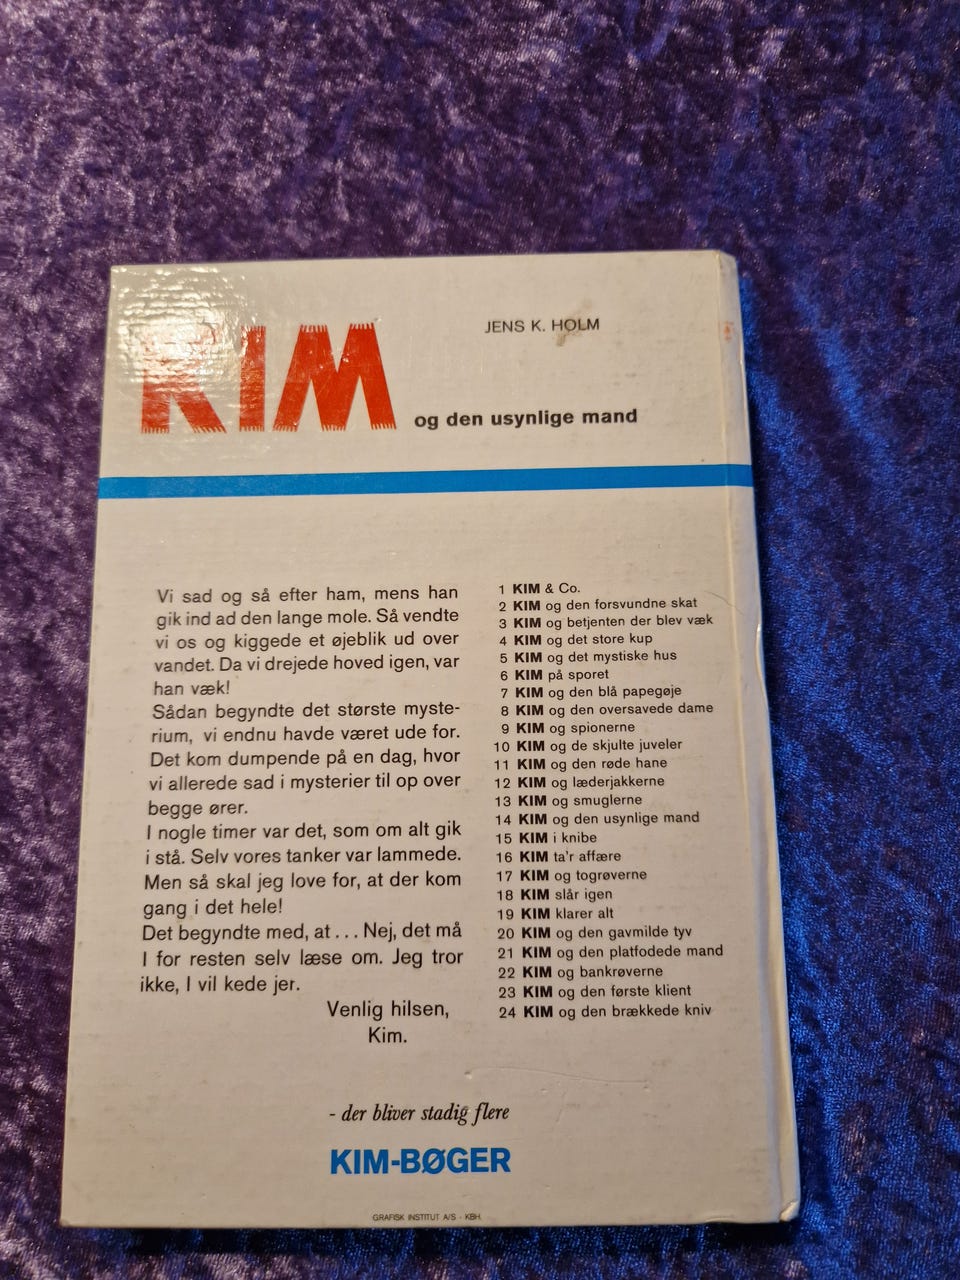 JENS K. HOLM
KIM
og den usynlige mand
Vi sad og så efter ham, mens han
gik ind ad den lange mole. Så vendte
vi os og kiggede et øjeblik ud over
vandet. Da vi drejede hoved igen, var
han væk!
Sådan begyndte det største myste-
rium, vi endnu havde været ude for.
Det kom dumpende på en dag, hvor
vi allerede sad i mysterier til op over
begge ører.
I nogle timer var det, som om alt gik
i stå. Selv vores tanker var lammede.
Men så skal jeg love for, at der kom
gang i det hele!
Det begyndte med, at... Nej, det må
I for resten selv læse om. Jeg tror
ikke, I vil kede jer.
Venlig hilsen,
Kim.
1 KIM & Co.
2 KIM og den forsvundne skat
3 KIM og betjenten der blev væk
4 KIM og det store kup
5 KIM og det mystiske hus
6 KIM på sporet
7 KIM og den blå papegøje
8 KIM og den oversavede dame
9 KIM og spionerne
10 KIM og de skjulte juveler
11 KIM og den røde hane
12 KIM og læderjakkerne
13 KIM og smuglerne
14 KIM og den usynlige mand
15 KIM i knibe
16 KIM ta'r affære
17 KIM og togrøverne
18 KIM slår igen
19 KIM klarer alt
20 KIM og den gavmilde tyv
21 KIM og den platfodede mand
22 KIM og bankrøverne
23 KIM og den første klient
24 KIM og den brækkede kniv
- der bliver stadig flere
KIM-BØGER
GRAFISK INSTITUT A/S - KBH.